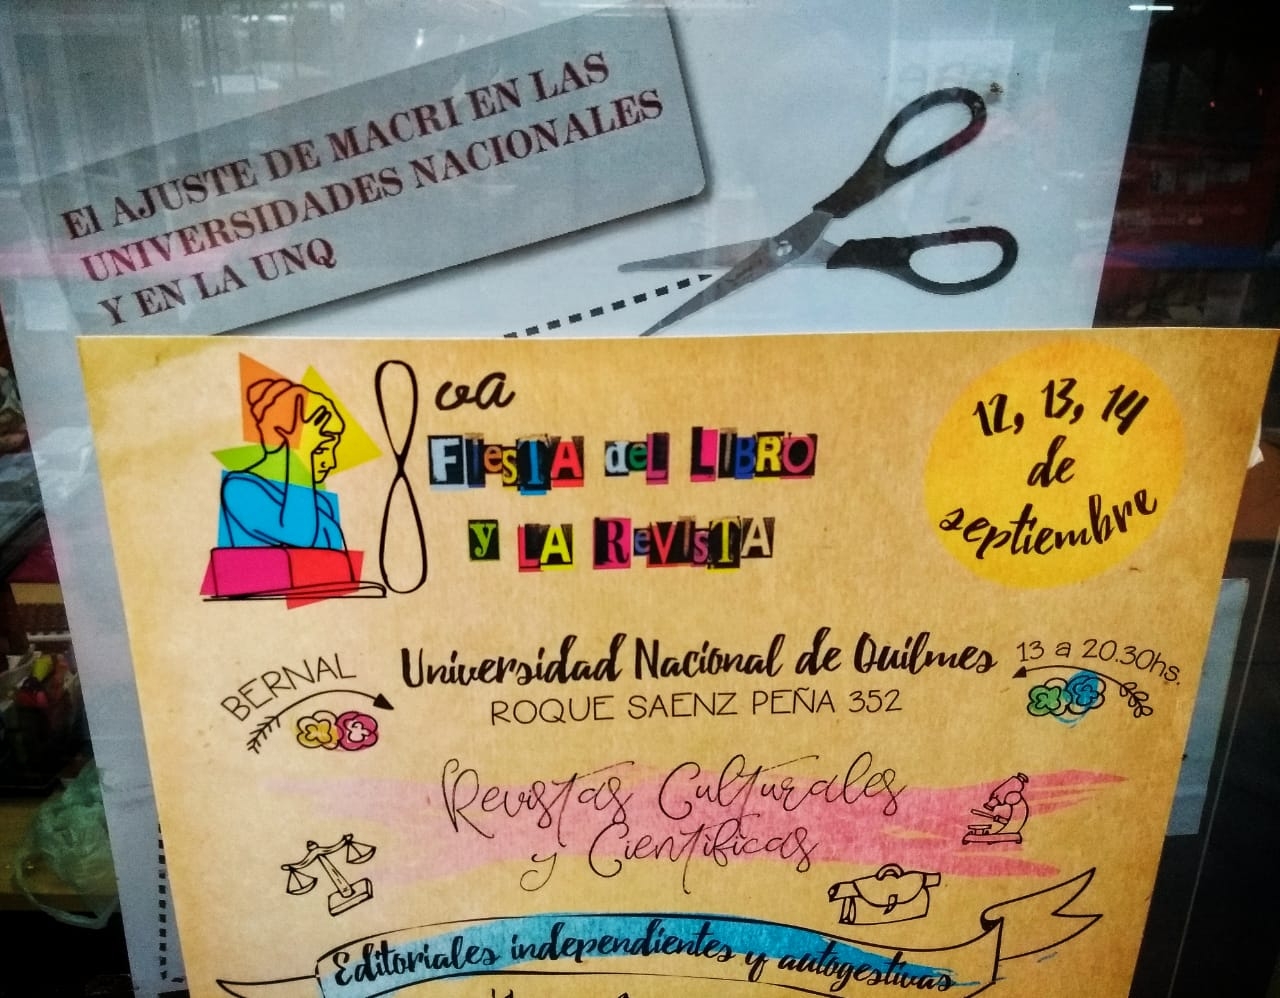 El AJUSTE DE MACRI EN LAS
UNIVERSIDADES NACIONALES
Y EN LA UNQ
8va
FIESTA del LIBRO
y LA REVISTA
12, 13, 14
de
septiembre
BERNAL
Universidad Nacional de Quilmes
ROQUE SAENZ PEÑA 352
13 a 20.30hs.
Revistas Culturales
y Científicas
Editoriales independientes y autogestivas